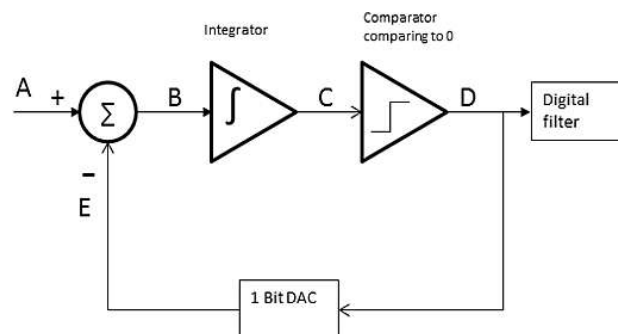 Integrator
Comparator
comparing to 0
A
+
Σ
B
∫
C
D
Digital
filter
−
E
1 Bit DAC